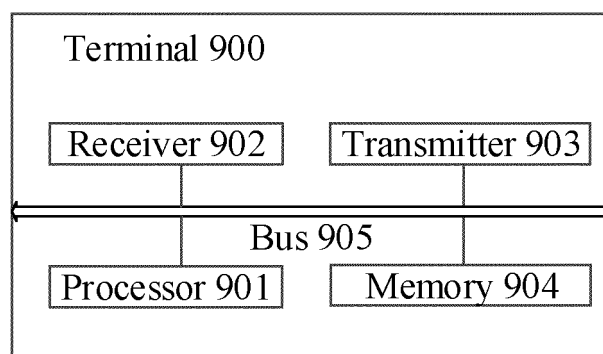 Terminal 900
Receiver 902
Transmitter 903
Bus 905
Processor 901
Memory 904